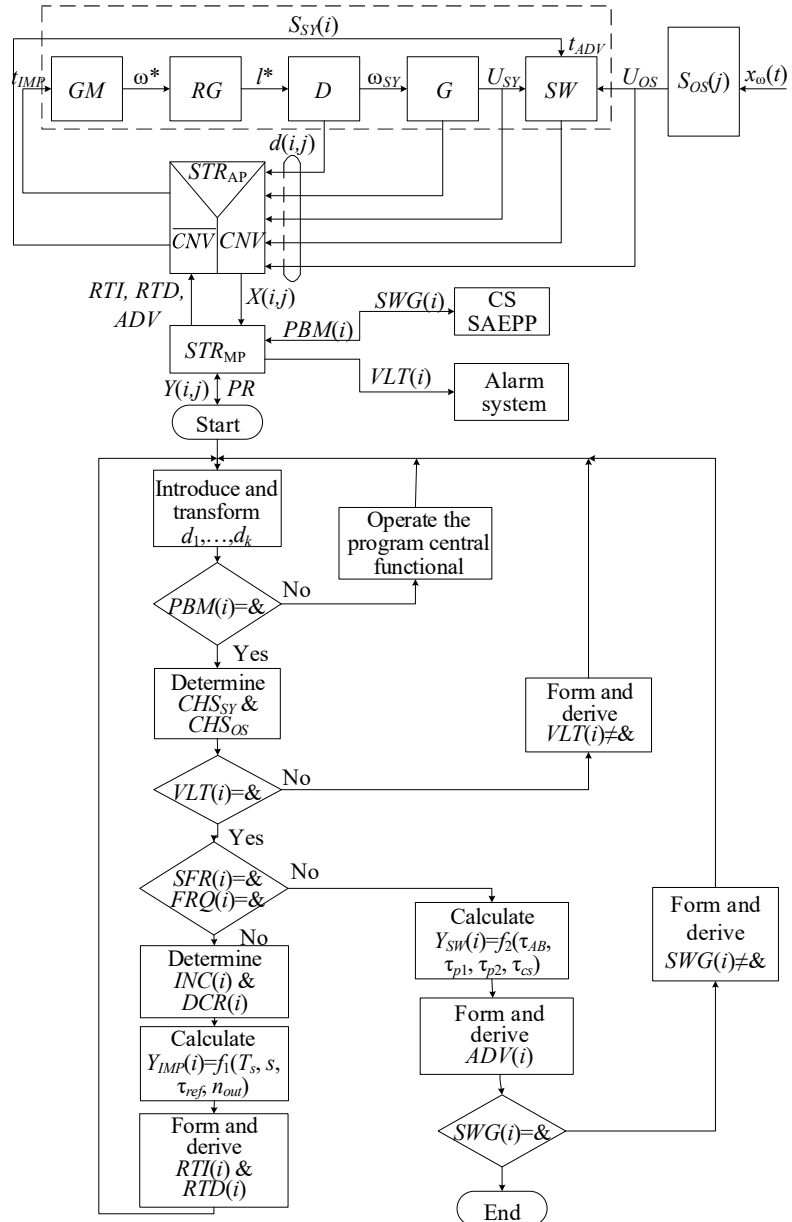 S_SY(i)
t_IMP
GM
ω*
RG
l*
D
ω_SY
G
U_SY
t_ADV
SW
U_OS
S_OS(j)
x_ω(t)
d(i,j)
STR_AP
CNV
CNV
RTI, RTD,
ADV
X(i,j)
STR_MP
PBM(i)
SWG(i)
CS
SAEPP
VLT(i)
Alarm
system
Y(i,j)
PR
Start
Introduce and
transform
d₁,…,d_k
Operate the
program central
functional
PBM(i)=&
No
Yes
Determine
CHS_SY &
CHS_OS
Form and
derive
VLT(i)≠&
VLT(i)=&
No
Yes
SFR(i)=&
FRQ(i)=&
No
No
Determine
INC(i) &
DCR(i)
Calculate
Y_IMP(i)=f₁(T_s, s,
τ_ref, n_out)
Form and
derive
RTI(i) &
RTD(i)
Calculate
Y_SW(i)=f₂(τ_AB,
τ_p1, τ_p2, τ_cs)
Form and
derive
ADV(i)
SWG(i)=&
End
Form and
derive
SWG(i)≠&